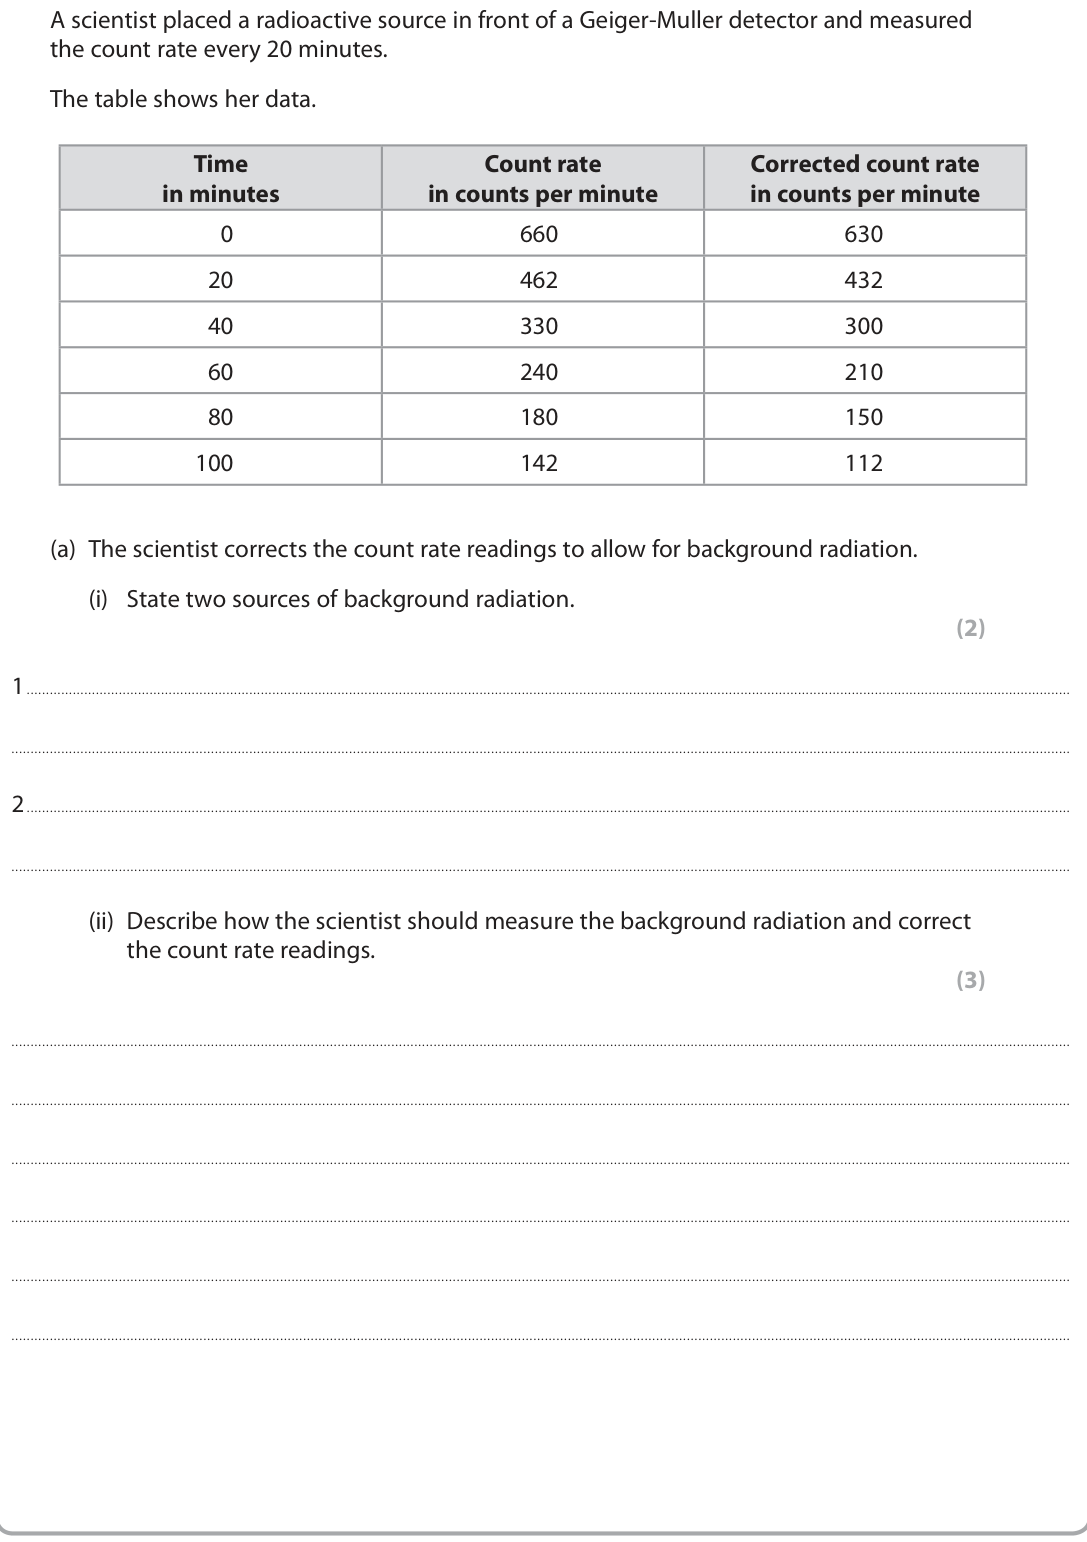 A scientist placed a radioactive source in front of a Geiger-Muller detector and measured
the count rate every 20 minutes.
The table shows her data.
Time
in minutes
Count rate
in counts per minute
Corrected count rate
in counts per minute
0 660 630
20 462 432
40 330 300
60 240 210
80 180 150
100 142 112
(a) The scientist corrects the count rate readings to allow for background radiation.
(i) State two sources of background radiation.
(2)
1
2
(ii) Describe how the scientist should measure the background radiation and correct
the count rate readings.
(3)